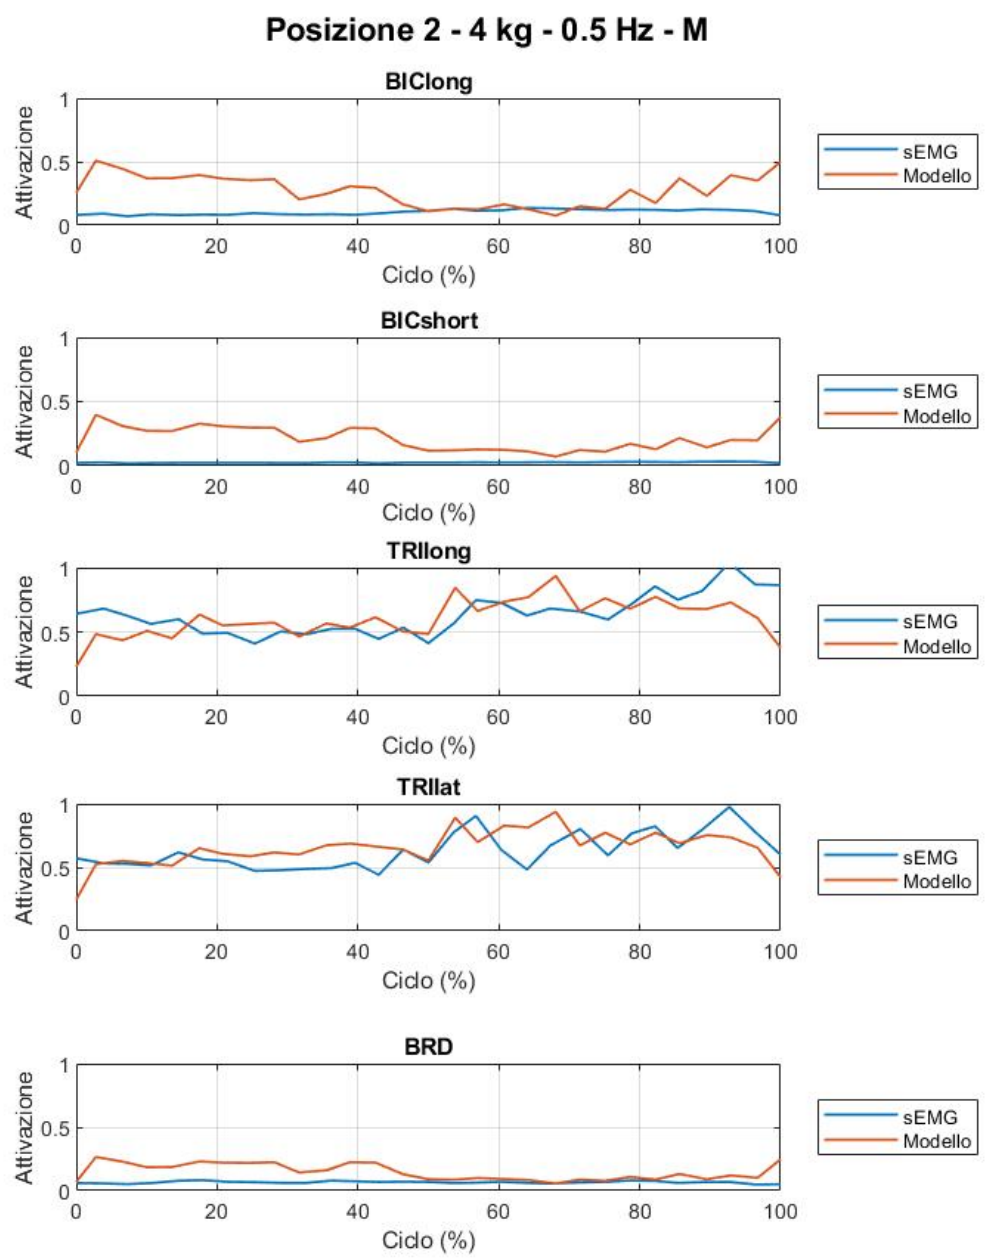 Posizione 2 - 4 kg - 0.5 Hz - M
BIClong
Attivazione
1
0.5
0
0 20 40 60 80 100
Ciclo (%)
sEMG
Modello
BICshort
Attivazione
1
0.5
0
0 20 40 60 80 100
Ciclo (%)
sEMG
Modello
TRIlong
Attivazione
1
0.5
0
0 20 40 60 80 100
Ciclo (%)
sEMG
Modello
TRIlat
Attivazione
1
0.5
0
0 20 40 60 80 100
Ciclo (%)
sEMG
Modello
BRD
Attivazione
1
0.5
0
0 20 40 60 80 100
Ciclo (%)
sEMG
Modello